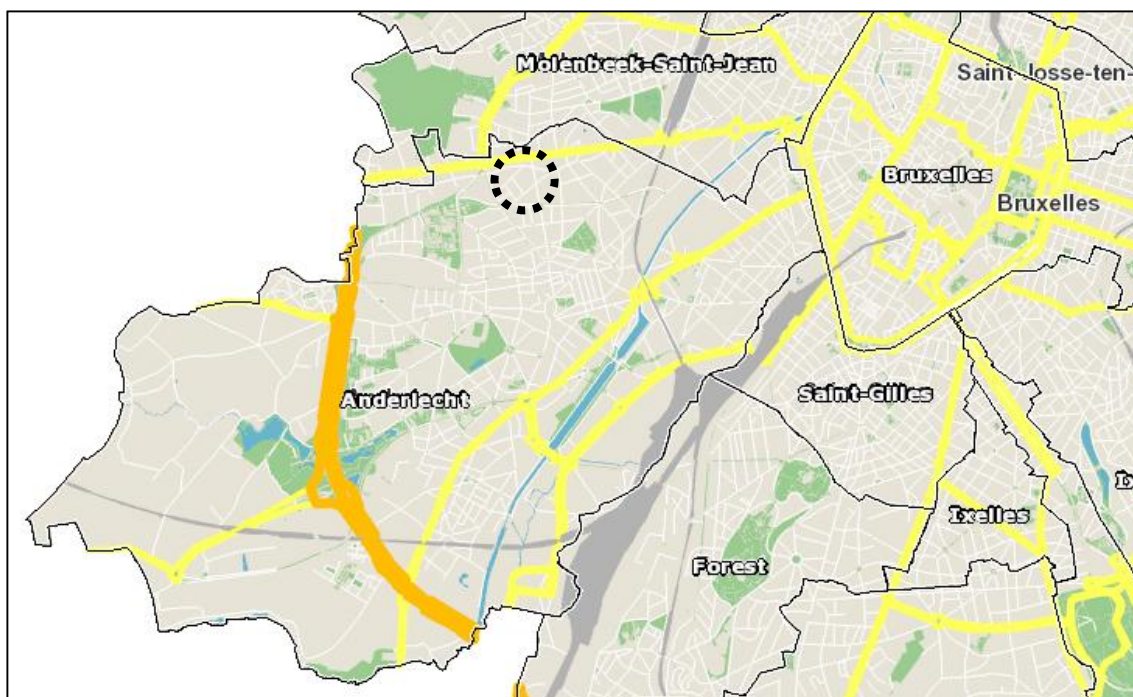 Molenbeek-Saint-Jean
Saint-Josse-ten-
Bruxelles
Bruxelles
Anderlecht
Saint-Gilles
Ixelles
Forest